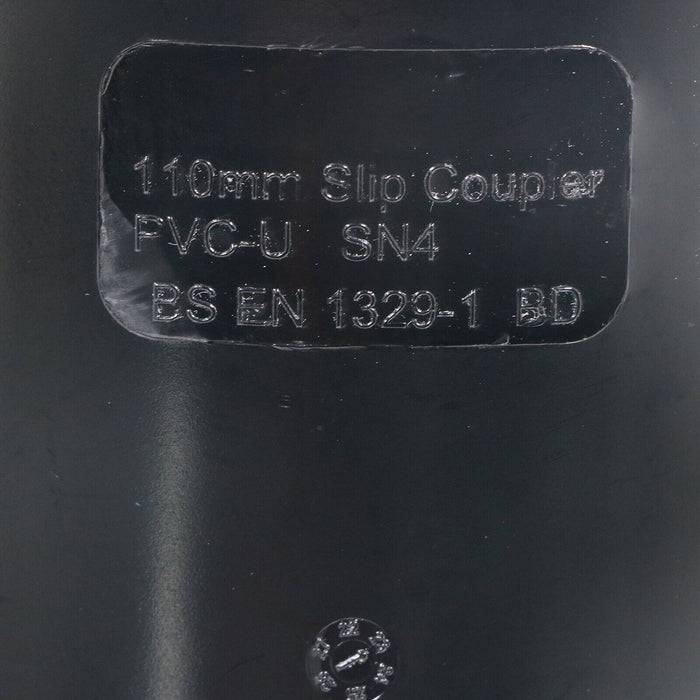 110mm Slip Coupler
PVC-U SN4
BS EN 1329-1 BD